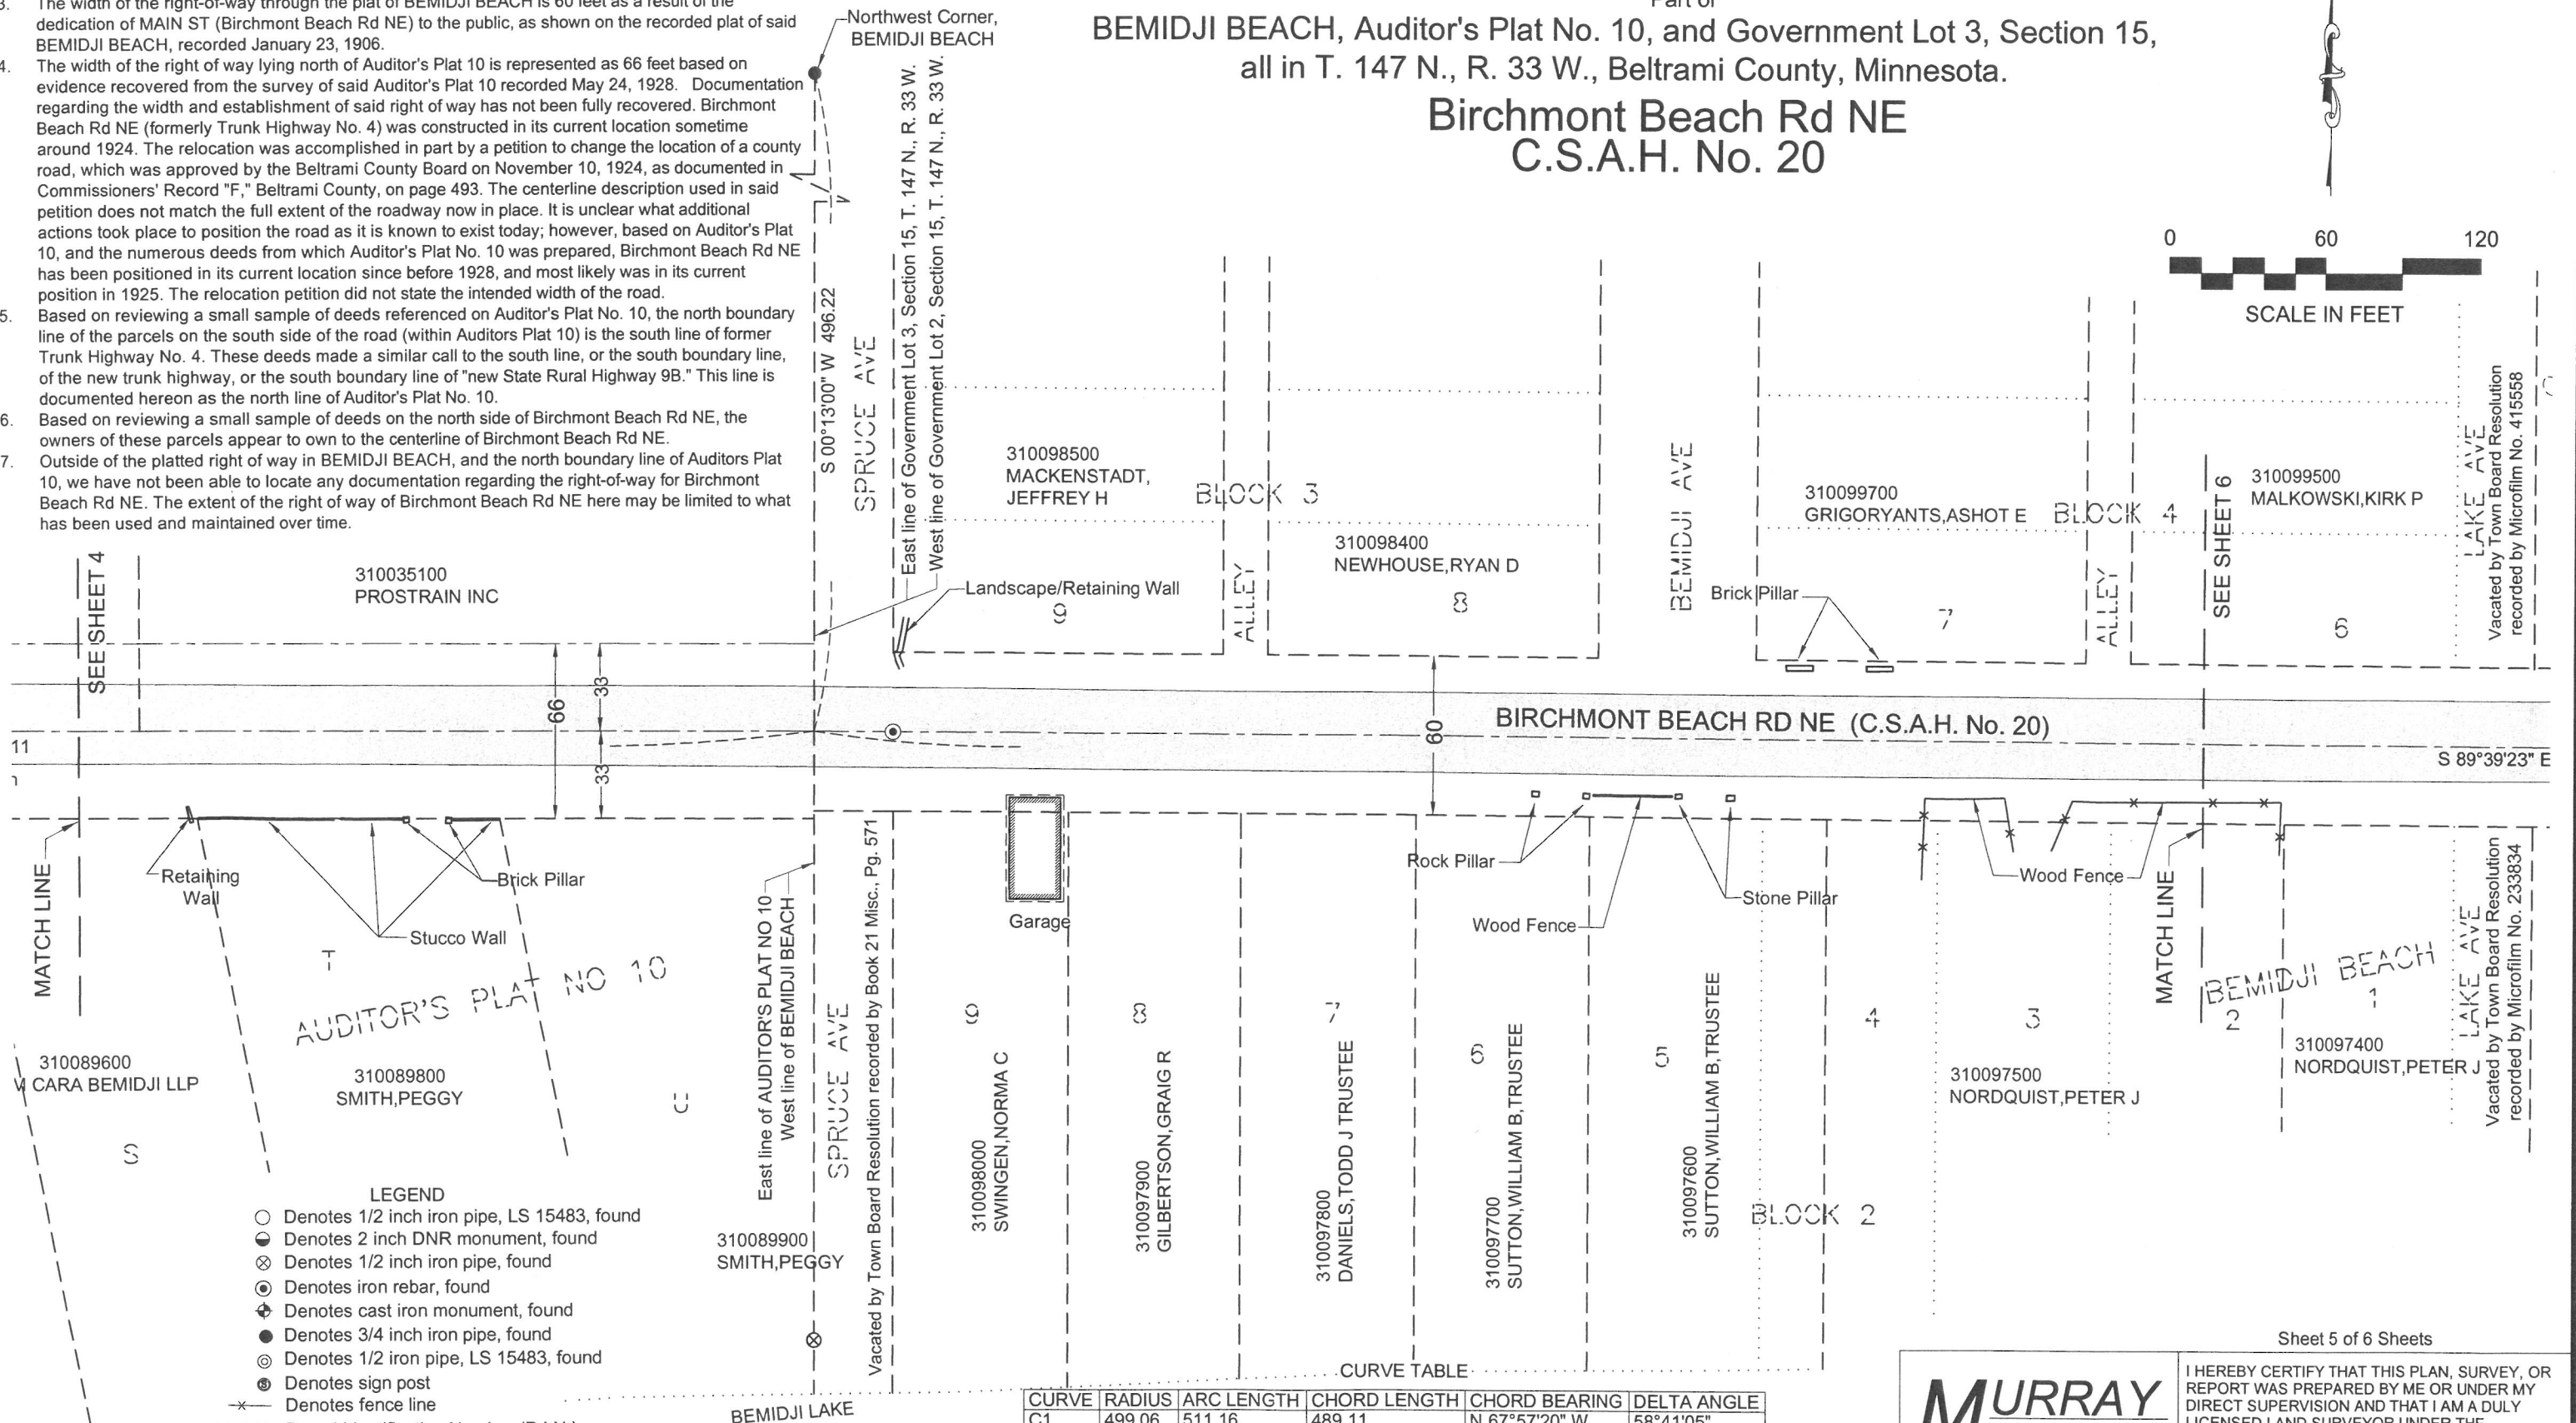 3. The width of the right-of-way through the plat of BEMIDJI BEACH is 60 feet as a result of the
dedication of MAIN ST (Birchmont Beach Rd NE) to the public, as shown on the recorded plat of said
BEMIDJI BEACH, recorded January 23, 1906.
4. The width of the right of way lying north of Auditor's Plat 10 is represented as 66 feet based on
evidence recovered from the survey of said Auditor's Plat 10 recorded May 24, 1928. Documentation
regarding the width and establishment of said right of way has not been fully recovered. Birchmont
Beach Rd NE (formerly Trunk Highway No. 4) was constructed in its current location sometime
around 1924. The relocation was accomplished in part by a petition to change the location of a county
road, which was approved by the Beltrami County Board on November 10, 1924, as documented in
Commissioners' Record "F," Beltrami County, on page 493. The centerline description used in said
petition does not match the full extent of the roadway now in place. It is unclear what additional
actions took place to position the road as it is known to exist today; however, based on Auditor's Plat
10, and the numerous deeds from which Auditor's Plat No. 10 was prepared, Birchmont Beach Rd NE
has been positioned in its current location since before 1928, and most likely was in its current
position in 1925. The relocation petition did not state the intended width of the road.
5. Based on reviewing a small sample of deeds referenced on Auditor's Plat No. 10, the north boundary
line of the parcels on the south side of the road (within Auditors Plat 10) is the south line of former
Trunk Highway No. 4. These deeds made a similar call to the south line, or the south boundary line,
of the new trunk highway, or the south boundary line of "new State Rural Highway 9B." This line is
documented hereon as the north line of Auditor's Plat No. 10.
6. Based on reviewing a small sample of deeds on the north side of Birchmont Beach Rd NE, the
owners of these parcels appear to own to the centerline of Birchmont Beach Rd NE.
7. Outside of the platted right of way in BEMIDJI BEACH, and the north boundary line of Auditors Plat
10, we have not been able to locate any documentation regarding the right-of-way for Birchmont
Beach Rd NE. The extent of the right of way of Birchmont Beach Rd NE here may be limited to what
has been used and maintained over time.
Northwest Corner,
BEMIDJI BEACH
Part of
BEMIDJI BEACH, Auditor's Plat No. 10, and Government Lot 3, Section 15,
all in T. 147 N., R. 33 W., Beltrami County, Minnesota.
Birchmont Beach Rd NE
C.S.A.H. No. 20
0 60 120
SCALE IN FEET
S 00°13'00" W 496.22
SPRUCE AVE
East line of Government Lot 3, Section 15, T. 147 N., R. 33 W.
West line of Government Lot 2, Section 15, T. 147 N., R. 33 W.
310098500
MACKENSTADT,
JEFFREY H
BLOCK 3
310098400
NEWHOUSE,RYAN D
BEMIDJI AVE
310099700
GRIGORYANTS,ASHOT E
BLOCK 4
SEE SHEET 6
310099500
MALKOWSKI,KIRK P
LAKE AVE
Vacated by Town Board Resolution
recorded by Microfilm No. 415558
SEE SHEET 4
310035100
PROSTRAIN INC
Landscape/Retaining Wall
9
ALLEY
8
Brick Pillar
7
ALLEY
6
66
33
33
60
11
BIRCHMONT BEACH RD NE (C.S.A.H. No. 20)
S 89°39'23" E
MATCH LINE
Retaining
Wall
Brick Pillar
Stucco Wall
T
AUDITOR'S PLAT NO 10
310089600
CARA BEMIDJI LLP
310089800
SMITH,PEGGY
S
U
East line of AUDITOR'S PLAT NO 10
West line of BEMIDJI BEACH
SPRUCE AVE
Vacated by Town Board Resolution recorded by Book 21 Misc., Pg. 571
310089900
SMITH,PEGGY
Garage
9
310098000
SWINGEN,NORMA C
8
310097900
GILBERTSON,GRAIG R
7
310097800
DANIELS,TODD J TRUSTEE
Rock Pillar
Wood Fence
Stone Pillar
6
310097700
SUTTON,WILLIAM B,TRUSTEE
5
310097600
SUTTON,WILLIAM B,TRUSTEE
BLOCK 2
4
Wood Fence
3
310097500
NORDQUIST,PETER J
MATCH LINE
BEMIDJI BEACH
2
1
310097400
NORDQUIST,PETER J
LAKE AVE
Vacated by Town Board Resolution
recorded by Microfilm No. 233834
LEGEND
Denotes 1/2 inch iron pipe, LS 15483, found
Denotes 2 inch DNR monument, found
Denotes 1/2 inch iron pipe, found
Denotes iron rebar, found
Denotes cast iron monument, found
Denotes 3/4 inch iron pipe, found
Denotes 1/2 iron pipe, LS 15483, found
Denotes sign post
Denotes fence line
BEMIDJI LAKE
CURVE TABLE
CURVE RADIUS ARC LENGTH CHORD LENGTH CHORD BEARING DELTA ANGLE
C1 499.06 511.16 489.11 N 67°57'20" W 58°41'05"
Sheet 5 of 6 Sheets
MURRAY
I HEREBY CERTIFY THAT THIS PLAN, SURVEY, OR
REPORT WAS PREPARED BY ME OR UNDER MY
DIRECT SUPERVISION AND THAT I AM A DULY
LICENSED LAND SURVEYOR UNDER THE